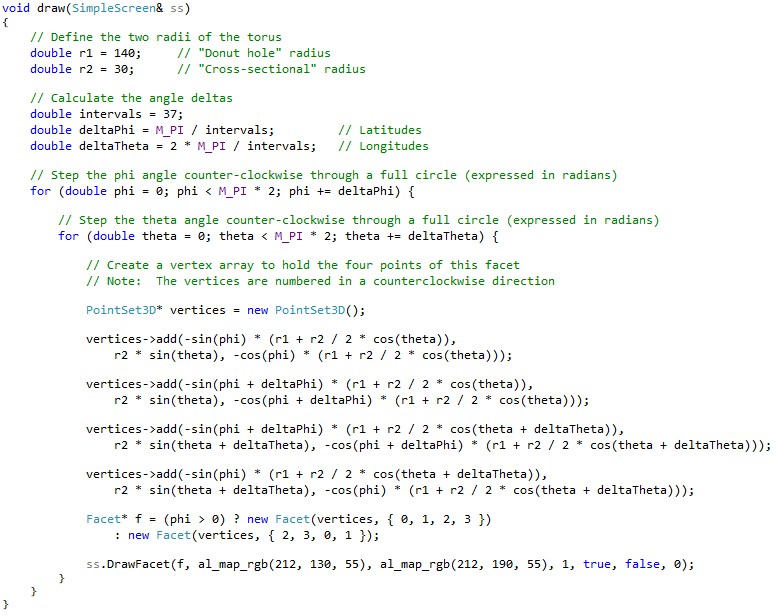 void draw(SimpleScreen& ss)
{
    // Define the two radii of the torus
    double r1 = 140;     // "Donut hole" radius
    double r2 = 30;      // "Cross-sectional" radius

    // Calculate the angle deltas
    double intervals = 37;
    double deltaPhi = M_PI / intervals;         // Latitudes
    double deltaTheta = 2 * M_PI / intervals;   // Longitudes

    // Step the phi angle counter-clockwise through a full circle (expressed in radians)
    for (double phi = 0; phi < M_PI * 2; phi += deltaPhi) {

        // Step the theta angle counter-clockwise through a full circle (expressed in radians)
        for (double theta = 0; theta < M_PI * 2; theta += deltaTheta) {

            // Create a vertex array to hold the four points of this facet
            // Note:  The vertices are numbered in a counterclockwise direction

            PointSet3D* vertices = new PointSet3D();

            vertices->add(-sin(phi) * (r1 + r2 / 2 * cos(theta)),
                r2 * sin(theta), -cos(phi) * (r1 + r2 / 2 * cos(theta)));

            vertices->add(-sin(phi + deltaPhi) * (r1 + r2 / 2 * cos(theta)),
                r2 * sin(theta), -cos(phi + deltaPhi) * (r1 + r2 / 2 * cos(theta)));

            vertices->add(-sin(phi + deltaPhi) * (r1 + r2 / 2 * cos(theta + deltaTheta)),
                r2 * sin(theta + deltaTheta), -cos(phi + deltaPhi) * (r1 + r2 / 2 * cos(theta + deltaTheta)));

            vertices->add(-sin(phi) * (r1 + r2 / 2 * cos(theta + deltaTheta)),
                r2 * sin(theta + deltaTheta), -cos(phi) * (r1 + r2 / 2 * cos(theta + deltaTheta)));

            Facet* f = (phi > 0) ? new Facet(vertices, { 0, 1, 2, 3 })
                : new Facet(vertices, { 2, 3, 0, 1 });

            ss.DrawFacet(f, al_map_rgb(212, 130, 55), al_map_rgb(212, 190, 55), 1, true, false, 0);
        }
    }
}